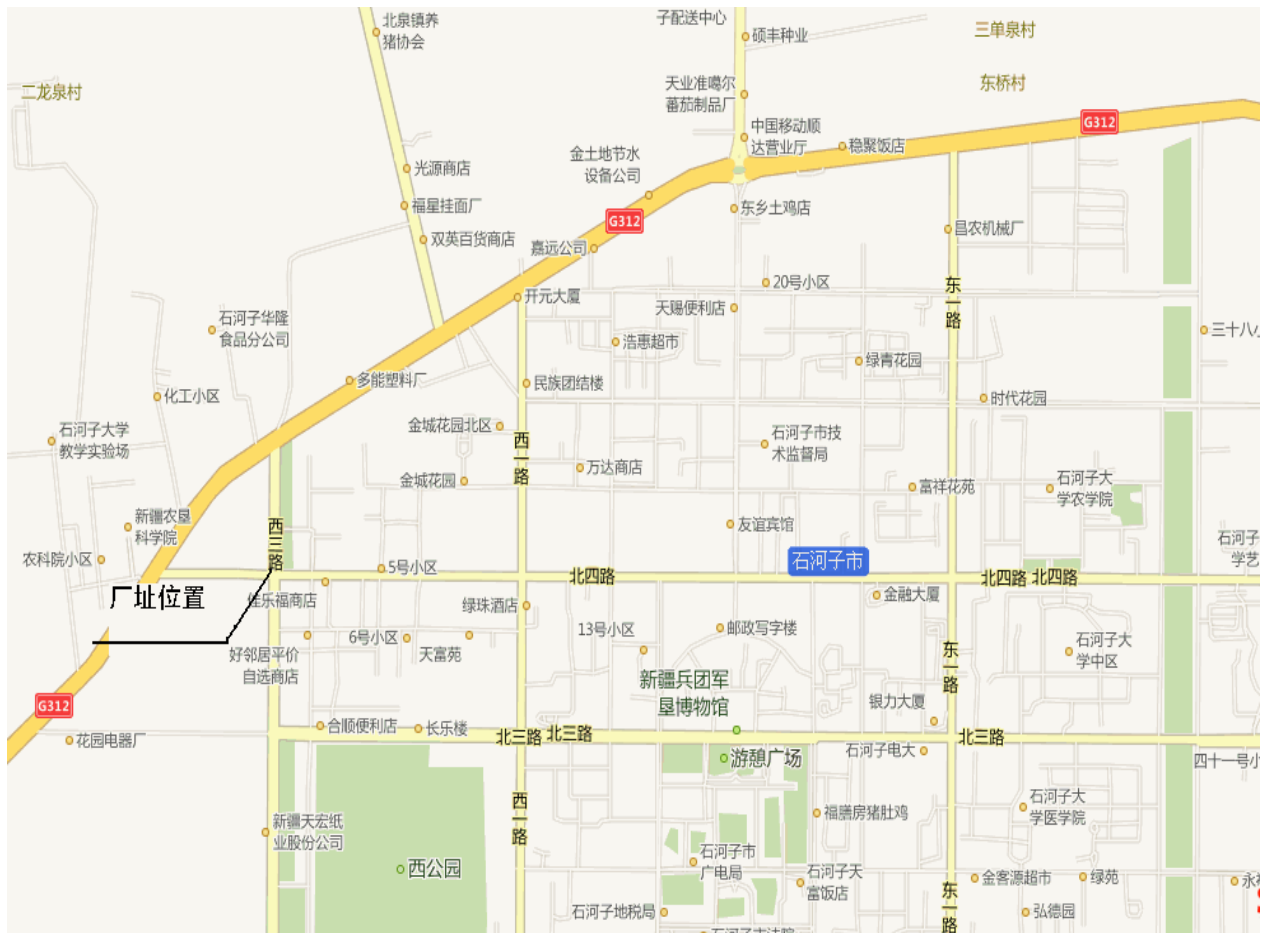 北泉镇养
猪协会
子配送中心
硕丰种业
三单泉村
二龙泉村
天业准噶尔
蕃茄制品厂
东桥村
中国移动顺
达营业厅
G312
稳聚饭店
金土地节水
设备公司
光源商店
福星挂面厂
东乡土鸡店
G312
双英百货商店
嘉远公司
昌农机械厂
20号小区
开元大厦
东一路
天赐便利店
石河子华隆
食品分公司
三十八小
浩惠超市
绿青花园
多能塑料厂
民族团结楼
化工小区
时代花园
金城花园北区
石河子大学
教学实验场
石河子市技
术监督局
西一路
万达商店
金城花园
富祥花苑
石河子大
学农学院
新疆农垦
科学院
友谊宾馆
西三路
农科院小区
石河子市
石河子
学艺
5号小区
北四路
北四路
北四路
厂址位置
佳乐福商店
绿珠酒店
金融大厦
13号小区
邮政写字楼
6号小区
天富苑
石河子大
学中区
好邻居平价
自选商店
东一路
新疆兵团军
垦博物馆
银力大厦
G312
合顺便利店
长乐楼
北三路
北三路
北三路
花园电器厂
石河子电大
游憩广场
四十一号小
西一路
石河子大
学医学院
新疆天宏纸
业股份公司
福膳房猪肚鸡
石河子市
广电局
西公园
石河子天
富饭店
金客源超市
绿苑
东一路
石河子地税局
弘德园